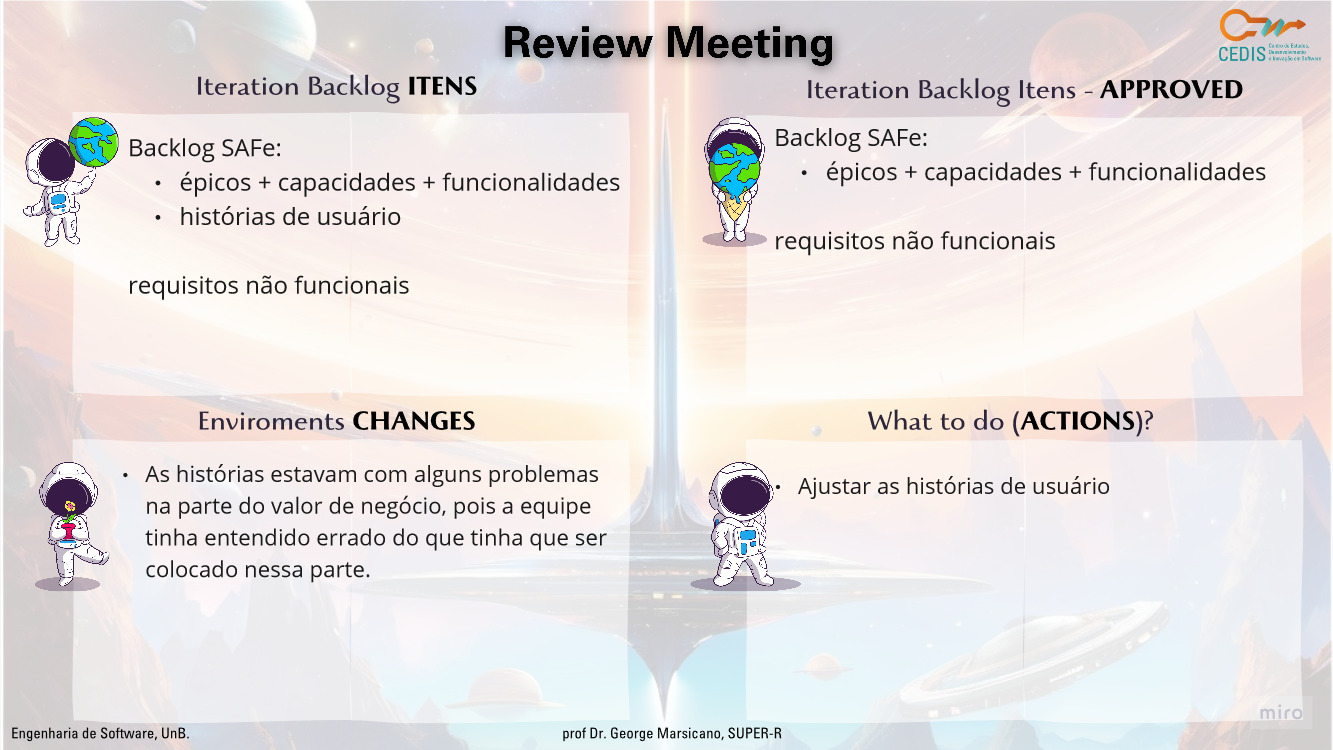 Review Meeting
CEDIS
Centro de Estudos,
Desenvolvimento
e Inovação em Software
Iteration Backlog ITENS
Backlog SAFe:
• épicos + capacidades + funcionalidades
• histórias de usuário
requisitos não funcionais
Iteration Backlog Itens - APPROVED
Backlog SAFe:
• épicos + capacidades + funcionalidades
requisitos não funcionais
Enviroments CHANGES
• As histórias estavam com alguns problemas
na parte do valor de negócio, pois a equipe
tinha entendido errado do que tinha que ser
colocado nessa parte.
What to do (ACTIONS)?
• Ajustar as histórias de usuário
miro
Engenharia de Software, UnB.
prof Dr. George Marsicano, SUPER-R